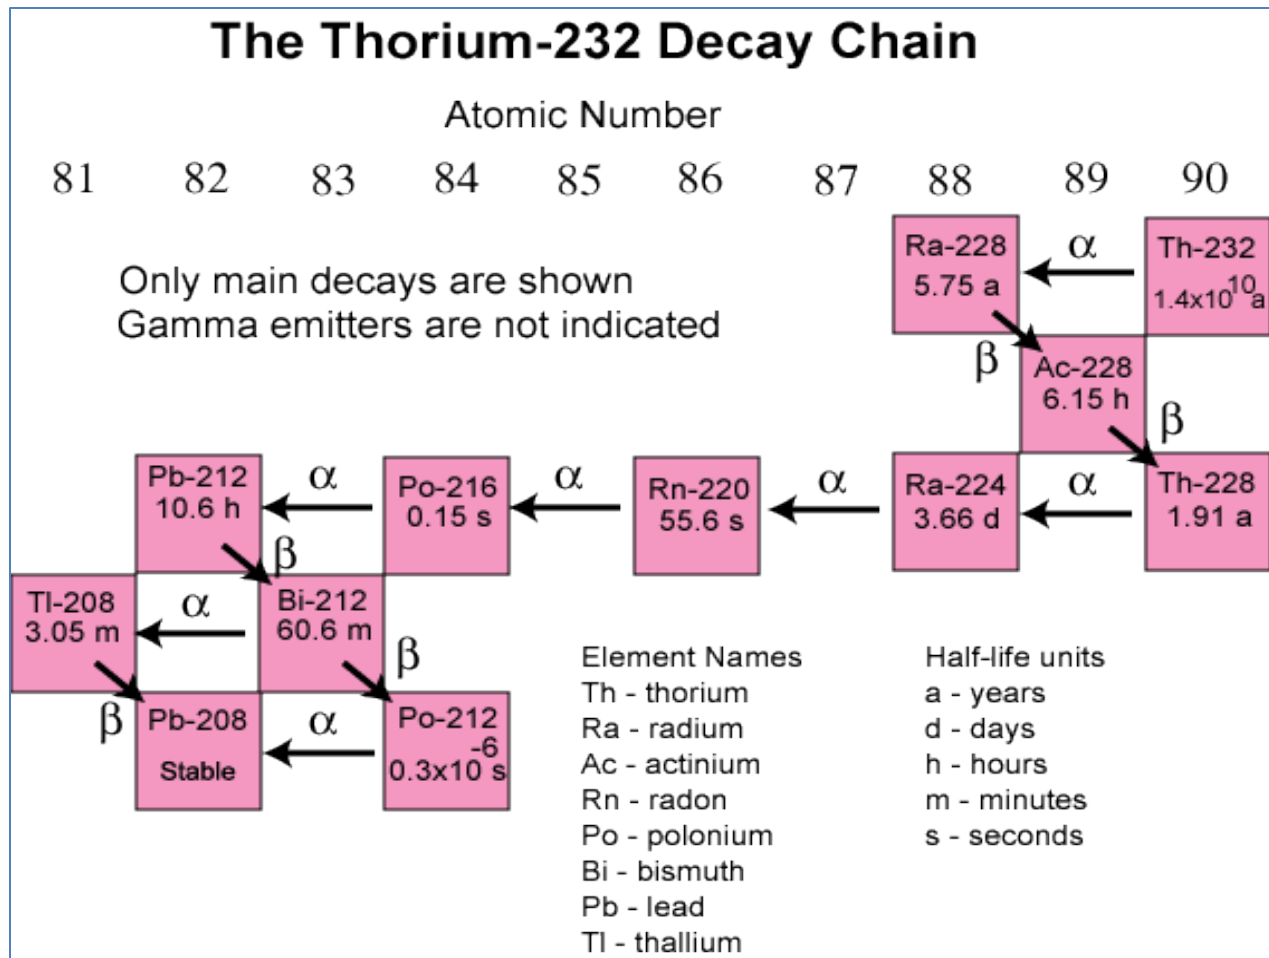 The Thorium-232 Decay Chain
Atomic Number
81 82 83 84 85 86 87 88 89 90
Only main decays are shown
Gamma emitters are not indicated
Ra-228
5.75 a
α
Th-232
1.4x10^10 a
β
Ac-228
6.15 h
β
Pb-212
10.6 h
α
Po-216
0.15 s
α
Rn-220
55.6 s
α
Ra-224
3.66 d
α
Th-228
1.91 a
β
Tl-208
3.05 m
α
Bi-212
60.6 m
β
β
Pb-208
Stable
α
Po-212
0.3x10^-6 s
Element Names
Th - thorium
Ra - radium
Ac - actinium
Rn - radon
Po - polonium
Bi - bismuth
Pb - lead
Tl - thallium
Half-life units
a - years
d - days
h - hours
m - minutes
s - seconds